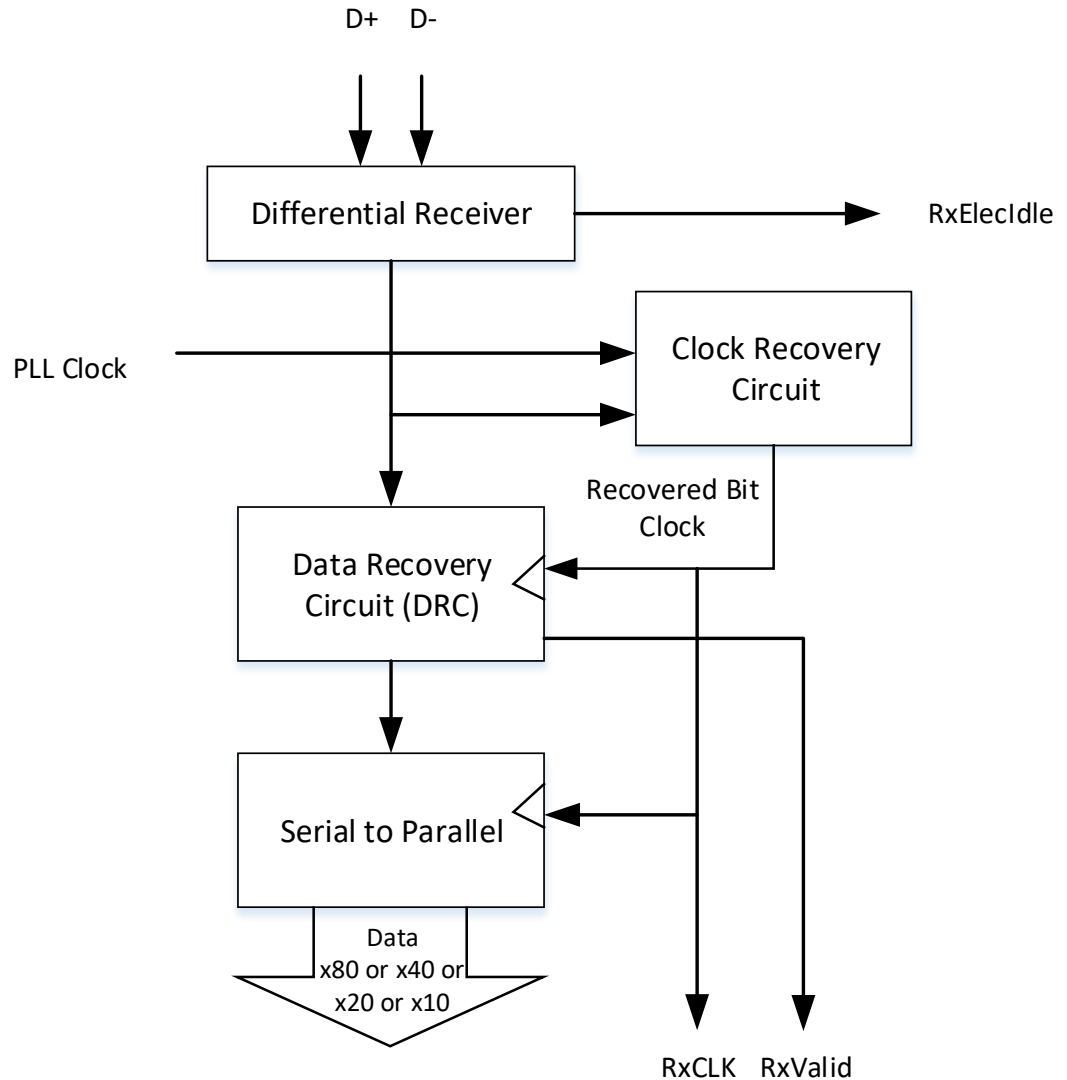 D+ D-
Differential Receiver
RxElecIdle
PLL Clock
Clock Recovery
Circuit
Recovered Bit
Clock
Data Recovery
Circuit (DRC)
Serial to Parallel
Data
x80 or x40 or
x20 or x10
RxCLK RxValid